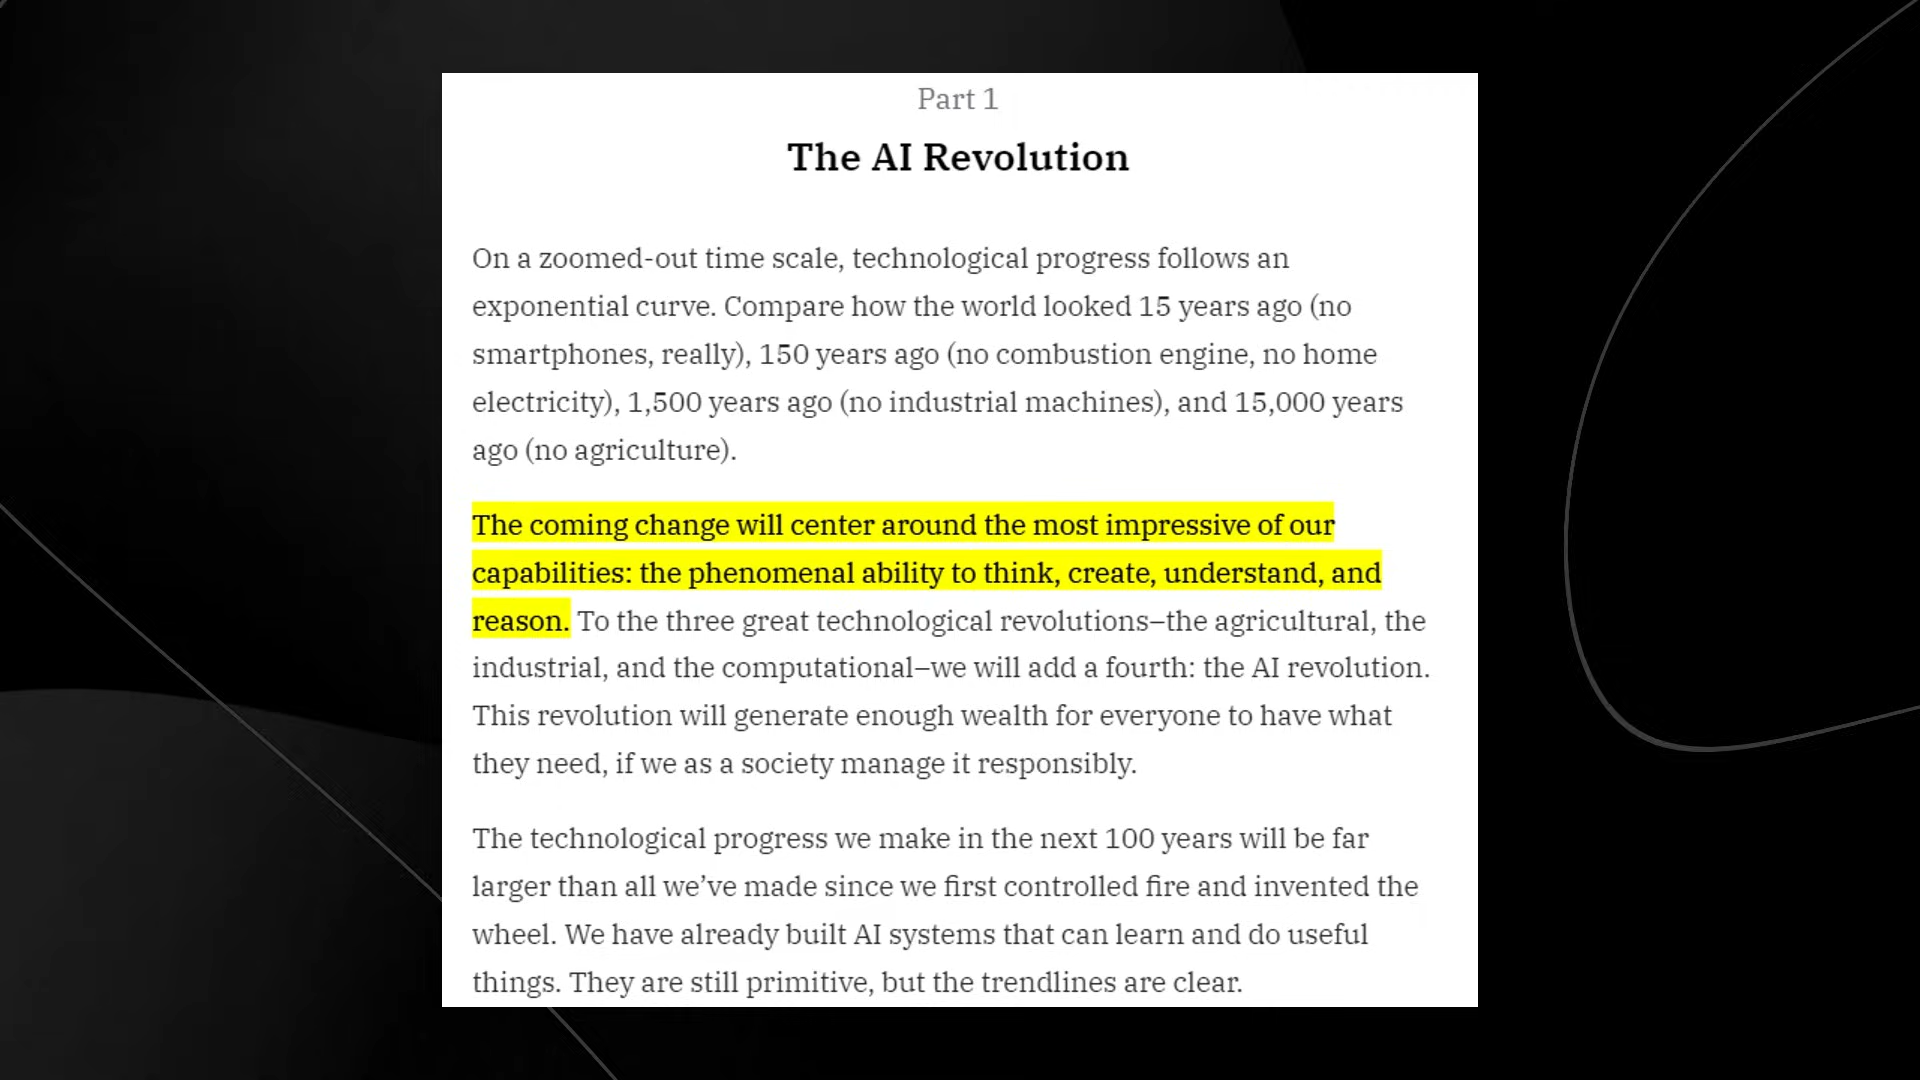 Part 1
The AI Revolution
On a zoomed-out time scale, technological progress follows an
exponential curve. Compare how the world looked 15 years ago (no
smartphones, really), 150 years ago (no combustion engine, no home
electricity), 1,500 years ago (no industrial machines), and 15,000 years
ago (no agriculture).
The coming change will center around the most impressive of our
capabilities: the phenomenal ability to think, create, understand, and
reason. To the three great technological revolutions–the agricultural, the
industrial, and the computational–we will add a fourth: the AI revolution.
This revolution will generate enough wealth for everyone to have what
they need, if we as a society manage it responsibly.
The technological progress we make in the next 100 years will be far
larger than all we’ve made since we first controlled fire and invented the
wheel. We have already built AI systems that can learn and do useful
things. They are still primitive, but the trendlines are clear.